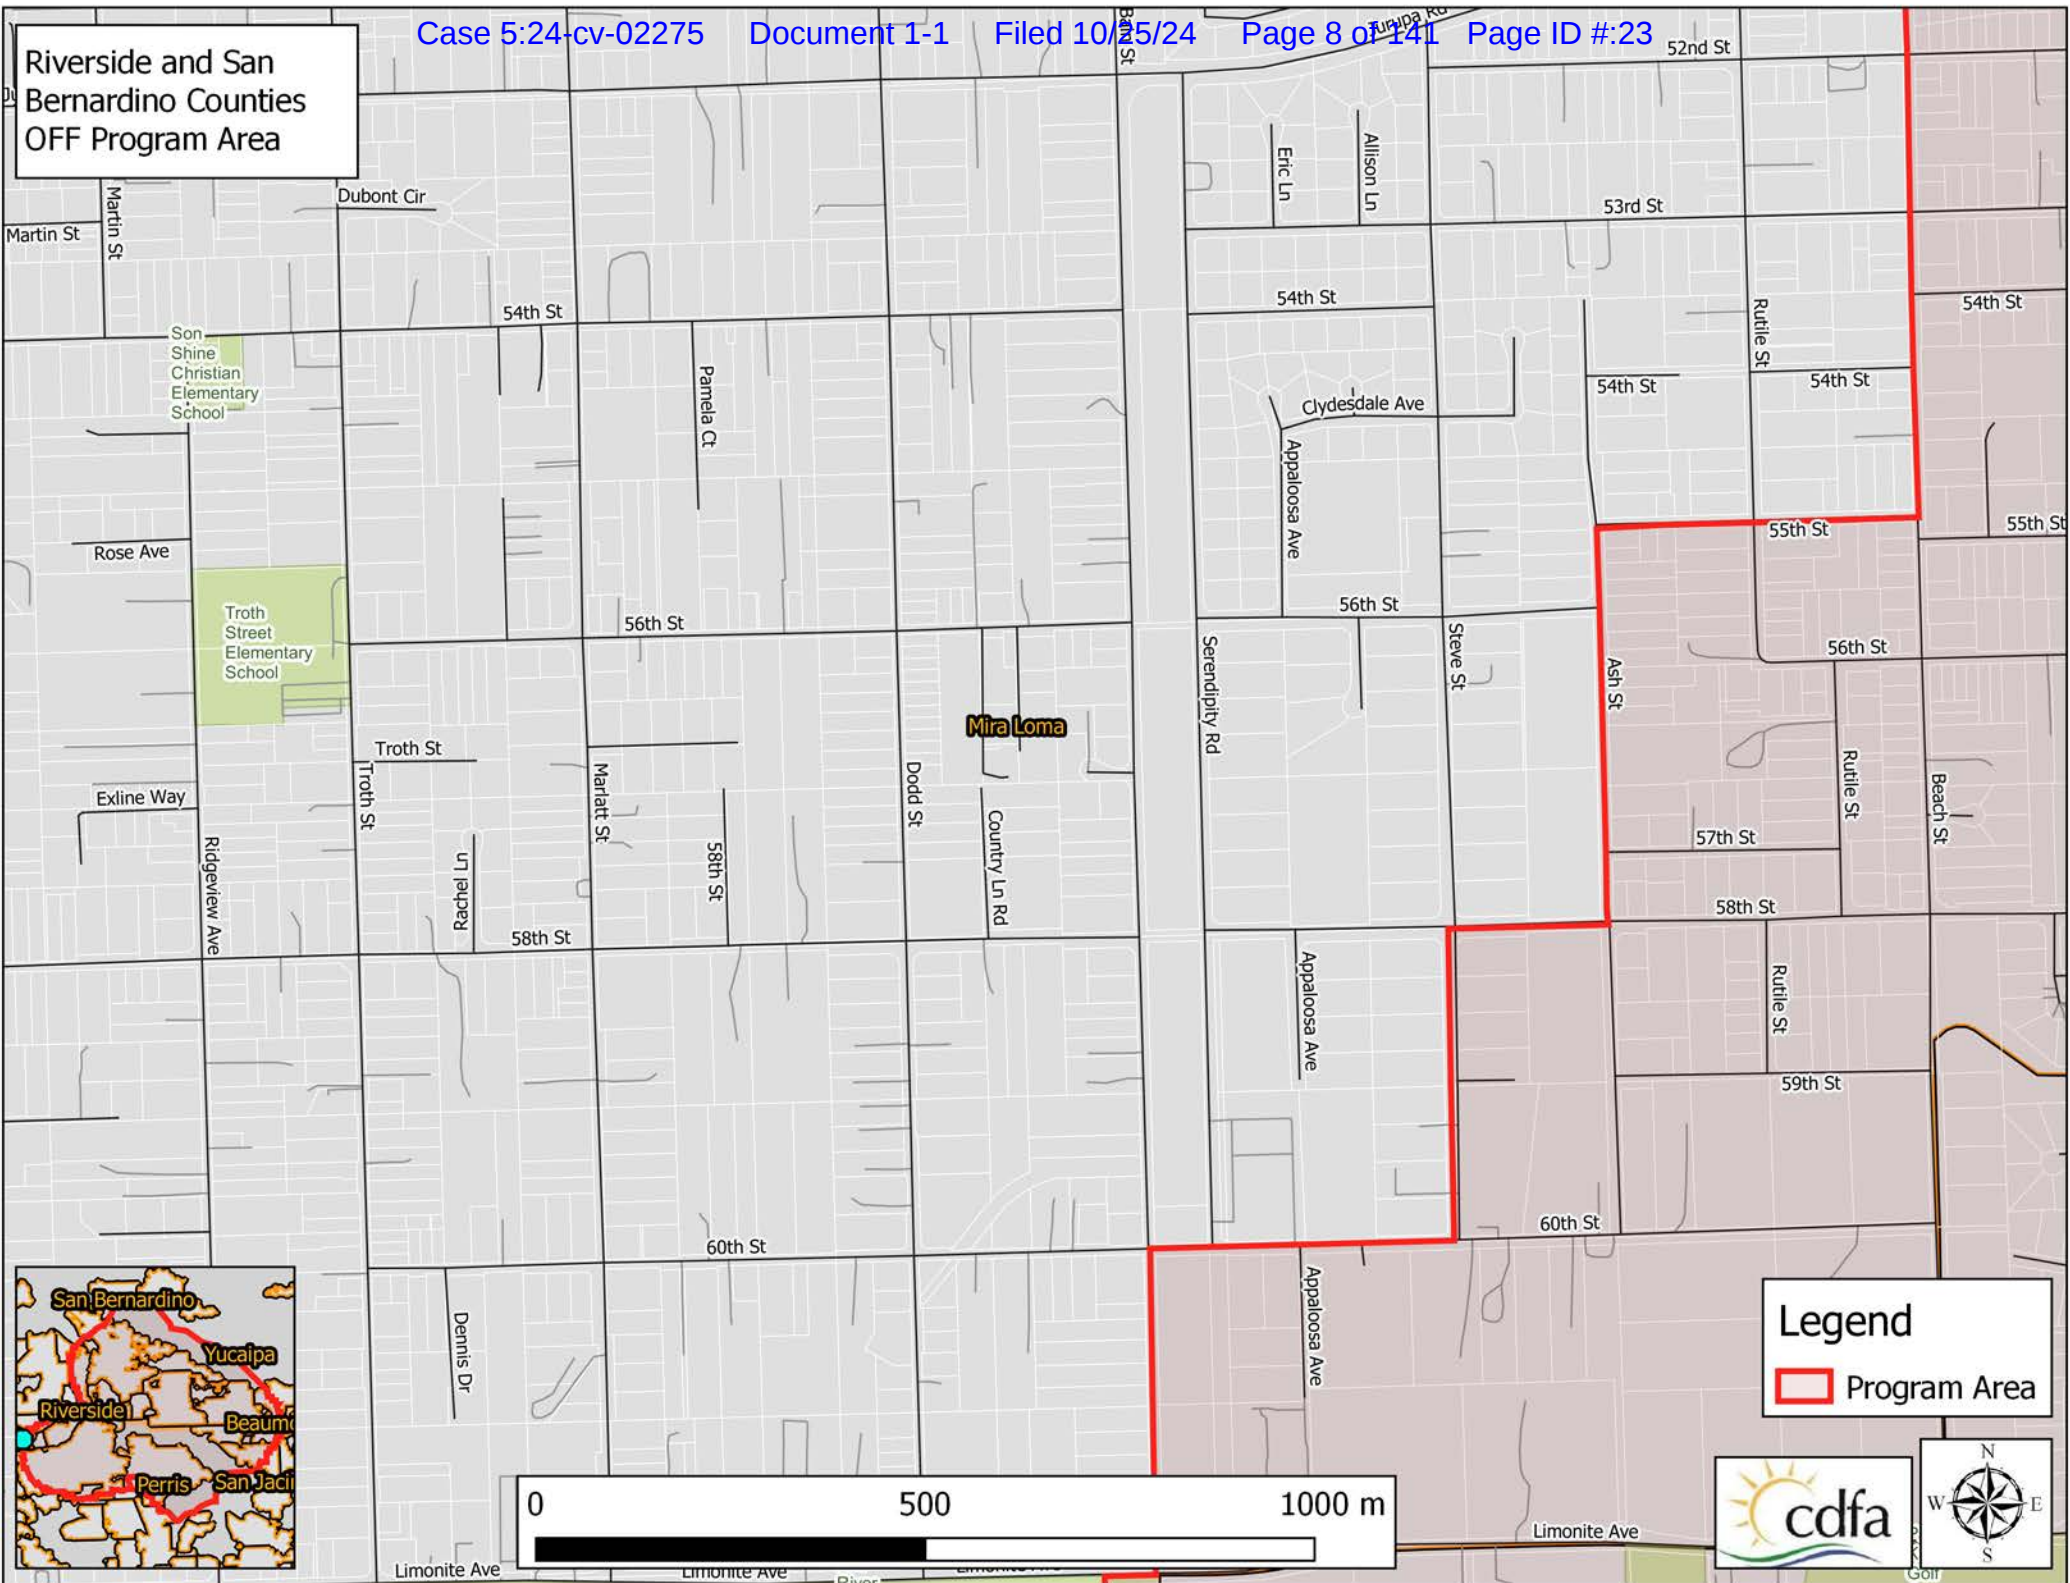 Case 5:24-cv-02275 Document 1-1 Filed 10/25/24 Page 8 of 141 Page ID #:23
Riverside and San
Bernardino Counties
OFF Program Area
52nd St
Eric Ln
Allison Ln
Martin St
Martin St
Dubont Cir
53rd St
54th St
54th St
54th St
Rutile St
54th St
54th St
Son
Shine
Christian
Elementary
School
Pamela Ct
Clydesdale Ave
Appaloosa Ave
Rose Ave
55th St
55th St
Troth
Street
Elementary
School
56th St
56th St
56th St
Serendipity Rd
Steve St
Ash St
Mira Loma
Troth St
Troth St
Marlatt St
Dodd St
Rutile St
Beach St
Exline Way
Ridgeview Ave
Rachel Ln
58th St
Country Ln Rd
57th St
58th St
58th St
Appaloosa Ave
Rutile St
59th St
60th St
60th St
Dennis Dr
Appaloosa Ave
San Bernardino
Yucaipa
Riverside
Perris
Legend
Program Area
0 500 1000 m
Limonite Ave
Limonite Ave
Limonite Ave
River
Golf
cdfa
N
W
E
S